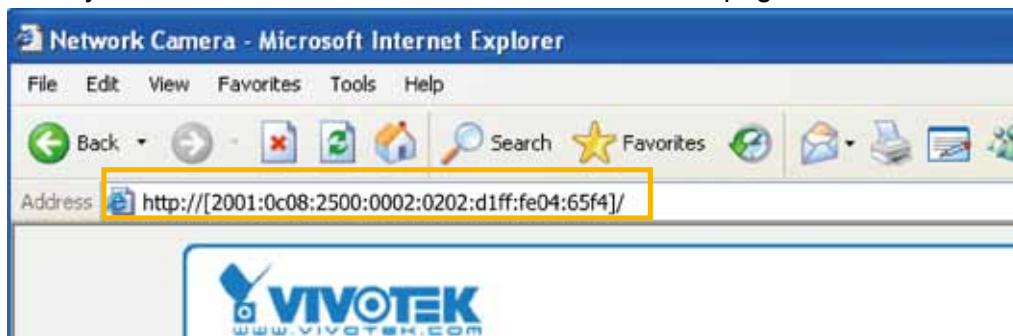 Network Camera - Microsoft Internet Explorer
File Edit View Favorites Tools Help
Back Search Favorites
Address http://[2001:0c08:2500:0002:0202:d1ff:fe04:65f4]/
VIVOTEK
www.vivotek.com